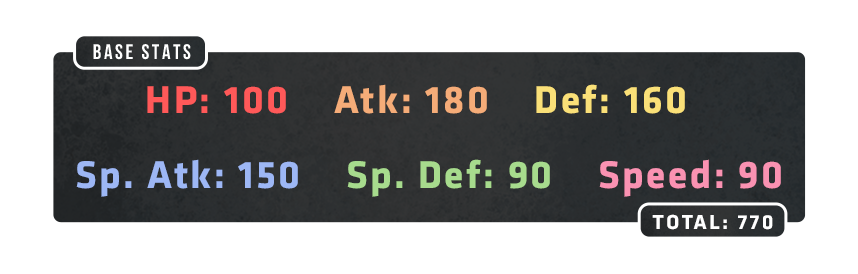 BASE STATS
HP: 100 Atk: 180 Def: 160
Sp. Atk: 150 Sp. Def: 90 Speed: 90
TOTAL: 770